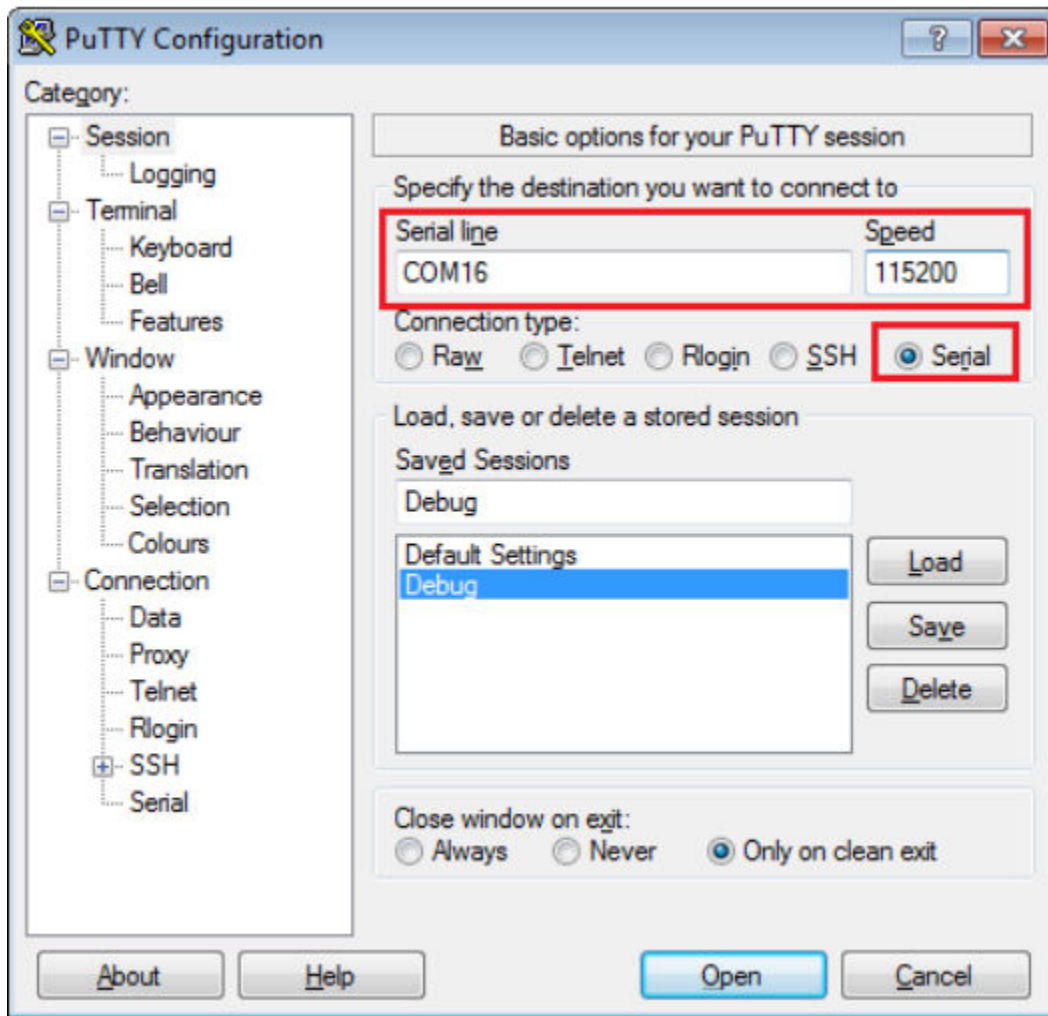 PuTTY Configuration
Category:
Session
Logging
Terminal
Keyboard
Bell
Features
Window
Appearance
Behaviour
Translation
Selection
Colours
Connection
Data
Proxy
Telnet
Rlogin
SSH
Serial
Basic options for your PuTTY session
Specify the destination you want to connect to
Serial line Speed
COM16 115200
Connection type:
Raw Telnet Rlogin SSH Serial
Load, save or delete a stored session
Saved Sessions
Debug
Default Settings
Debug
Load
Save
Delete
Close window on exit:
Always Never Only on clean exit
About Help Open Cancel